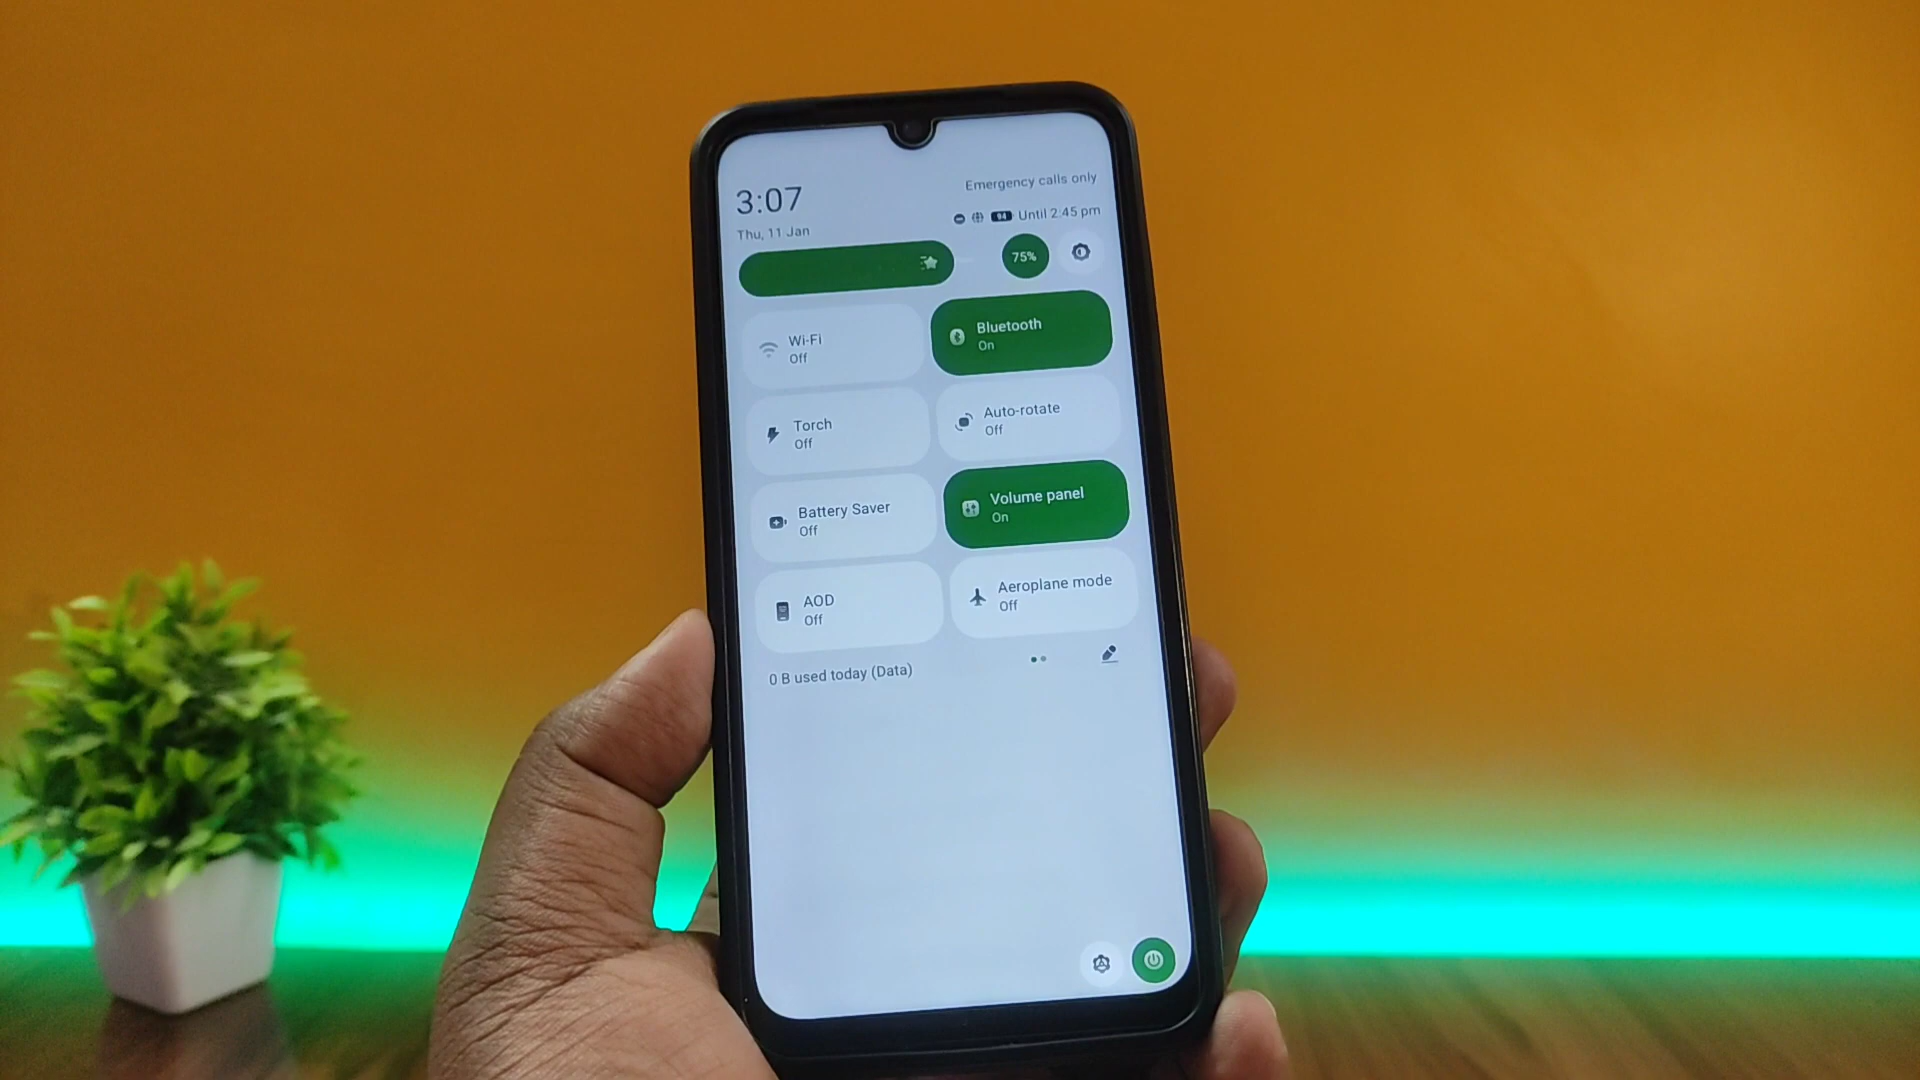 3:07
Emergency calls only
Thu, 11 Jan
94 Until 2:45 pm
75%
Wi-Fi
Off
Bluetooth
On
Torch
Off
Auto-rotate
Off
Battery Saver
Off
Volume panel
On
AOD
Off
Aeroplane mode
Off
0 B used today (Data)